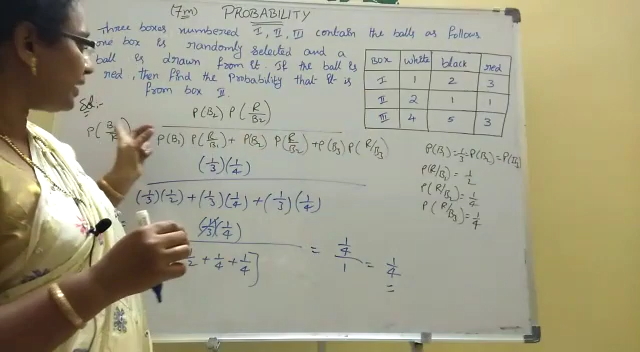 (7m) PROBABILITY
Three boxes numbered I, II, III contain the balls as follows
one box is randomly selected and a
ball is drawn from it. If the ball is
red, then find the probability that it is
from box II.
Box white black red
I 1 2 3
II 2 1 1
III 4 5 3
Sol:-
P(B₂) P(R/B₂)
P(B₂/R) =
P(B₁) P(R/B₁) + P(B₂) P(R/B₂) + P(B₃) P(R/B₃)
(1/3)(1/4)
(1/3)(1/2) + (1/3)(1/4) + (1/3)(1/4)
(1/3)(1/4)
1/2 + 1/4 + 1/4]
= 1/4 / 1 = 1/4
P(B₁) = 1/3 = P(B₂) = P(B₃)
P(R/B₁) = 1/2
P(R/B₂) = 1/4
P(R/B₃) = 1/4